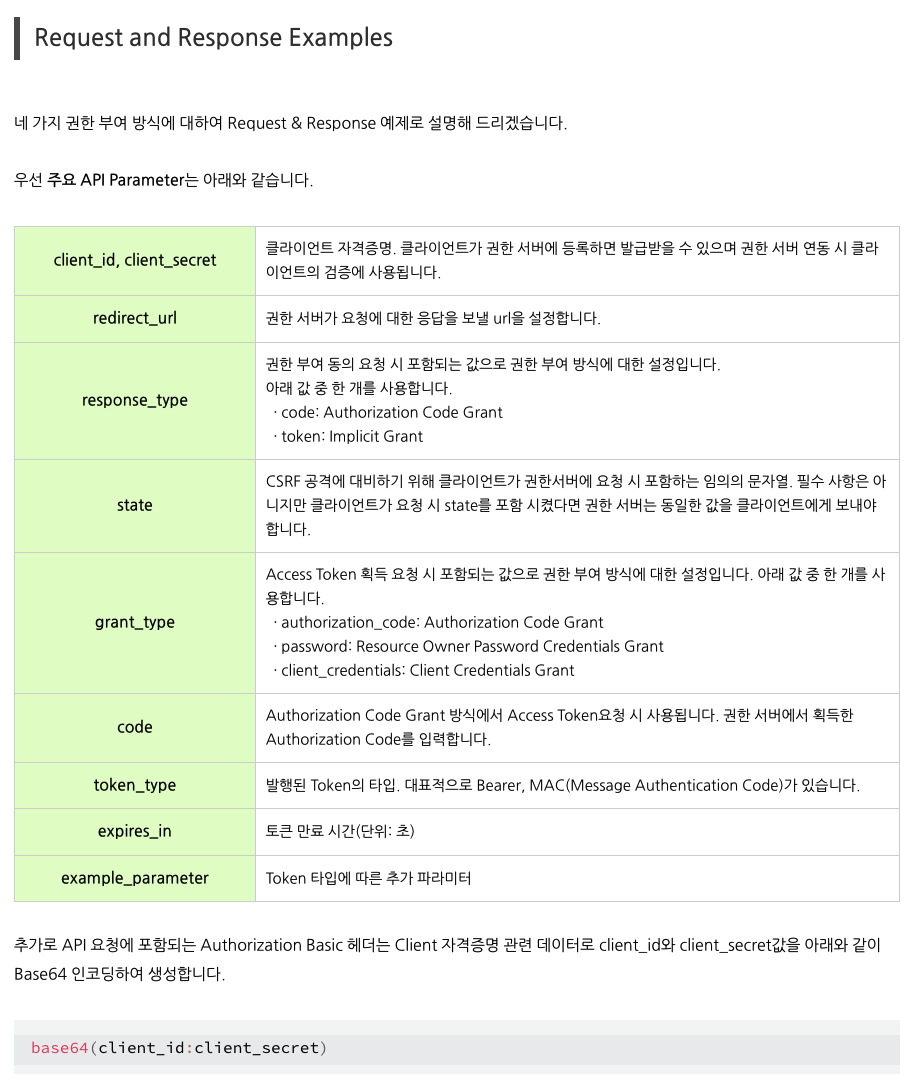 Request and Response Examples
네 가지 권한 부여 방식에 대하여 Request & Response 예제로 설명해 드리겠습니다.
우선 주요 API Parameter는 아래와 같습니다.
client_id, client_secret
클라이언트 자격증명. 클라이언트가 권한 서버에 등록하면 발급받을 수 있으며 권한 서버 연동 시 클라
이언트의 검증에 사용됩니다.
redirect_url
권한 서버가 요청에 대한 응답을 보낼 url을 설정합니다.
response_type
권한 부여 동의 요청 시 포함되는 값으로 권한 부여 방식에 대한 설정입니다.
아래 값 중 한 개를 사용합니다.
· code: Authorization Code Grant
· token: Implicit Grant
state
CSRF 공격에 대비하기 위해 클라이언트가 권한서버에 요청 시 포함하는 임의의 문자열. 필수 사항은 아
니지만 클라이언트가 요청 시 state를 포함 시켰다면 권한 서버는 동일한 값을 클라이언트에게 보내야
합니다.
grant_type
Access Token 획득 요청 시 포함되는 값으로 권한 부여 방식에 대한 설정입니다. 아래 값 중 한 개를 사
용합니다.
· authorization_code: Authorization Code Grant
· password: Resource Owner Password Credentials Grant
· client_credentials: Client Credentials Grant
code
Authorization Code Grant 방식에서 Access Token요청 시 사용됩니다. 권한 서버에서 획득한
Authorization Code를 입력합니다.
token_type
발행된 Token의 타입. 대표적으로 Bearer, MAC(Message Authentication Code)가 있습니다.
expires_in
토큰 만료 시간(단위: 초)
example_parameter
Token 타입에 따른 추가 파라미터
추가로 API 요청에 포함되는 Authorization Basic 헤더는 Client 자격증명 관련 데이터로 client_id와 client_secret값을 아래와 같이
Base64 인코딩하여 생성합니다.
base64(client_id:client_secret)